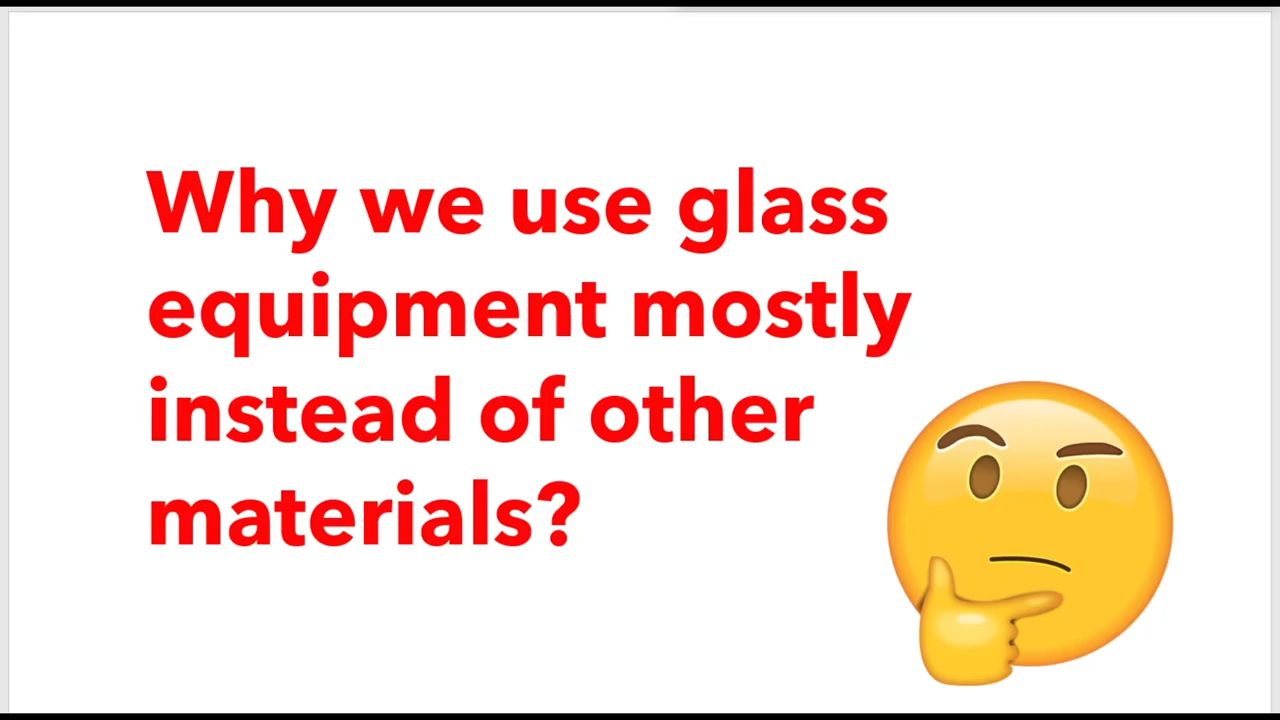 Why we use glass
equipment mostly
instead of other
materials?